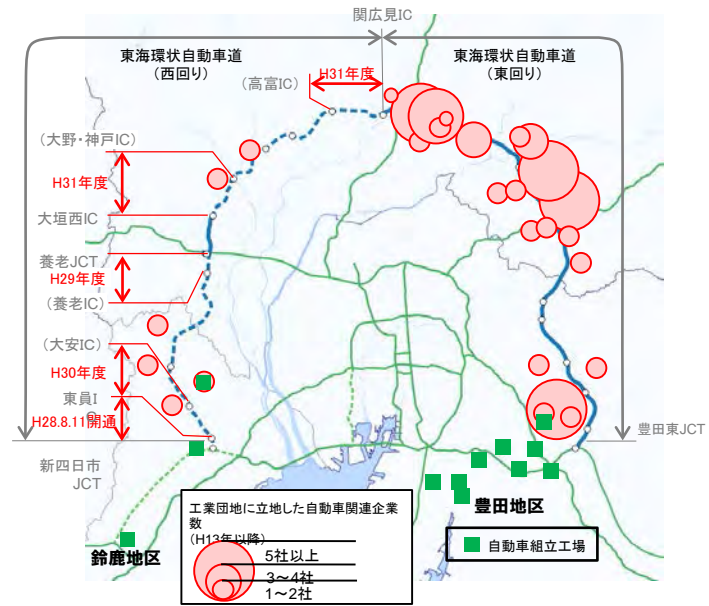 関広見IC
東海環状自動車道
(西回り)
東海環状自動車道
(東回り)
H31年度
(高富IC)
(大野・神戸IC)
H31年度
大垣西IC
養老JCT
H29年度
(養老IC)
(大安IC)
H30年度
東員I
H28.8.11開通
新四日市
JCT
豊田東JCT
豊田地区
鈴鹿地区
工業団地に立地した自動車関連企業
数
(H13年以降)
5社以上
3～4社
1～2社
自動車組立工場